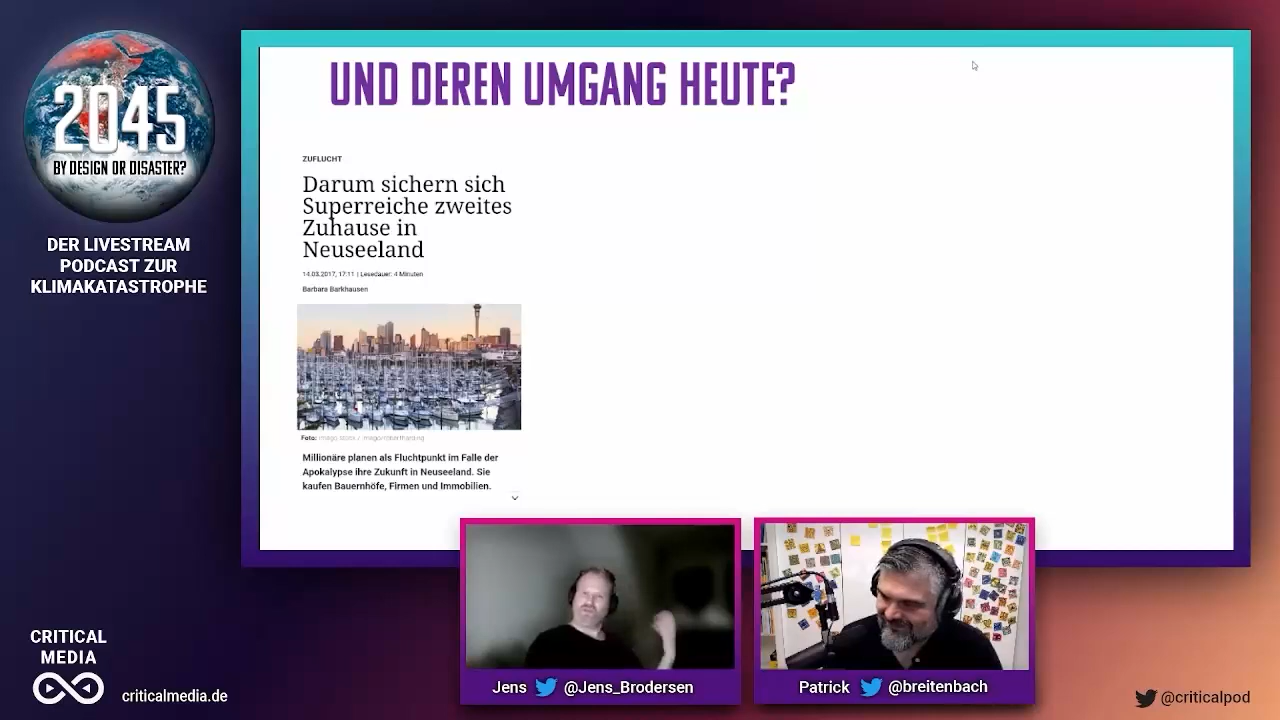 2045
BY DESIGN OR DISASTER?
DER LIVESTREAM
PODCAST ZUR
KLIMAKATASTROPHE
UND DEREN UMGANG HEUTE?
ZUFLUCHT
Darum sichern sich
Superreiche zweites
Zuhause in
Neuseeland
14.03.2017, 17:11 | Lesedauer: 4 Minuten
Barbara Barkhausen
Foto:
Millionäre planen als Fluchtpunkt im Falle der
Apokalypse ihre Zukunft in Neuseeland. Sie
kaufen Bauernhöfe, Firmen und Immobilien.
Jens @Jens_Brodersen
Patrick @breitenbach
CRITICAL
MEDIA
criticalmedia.de
@criticalpod